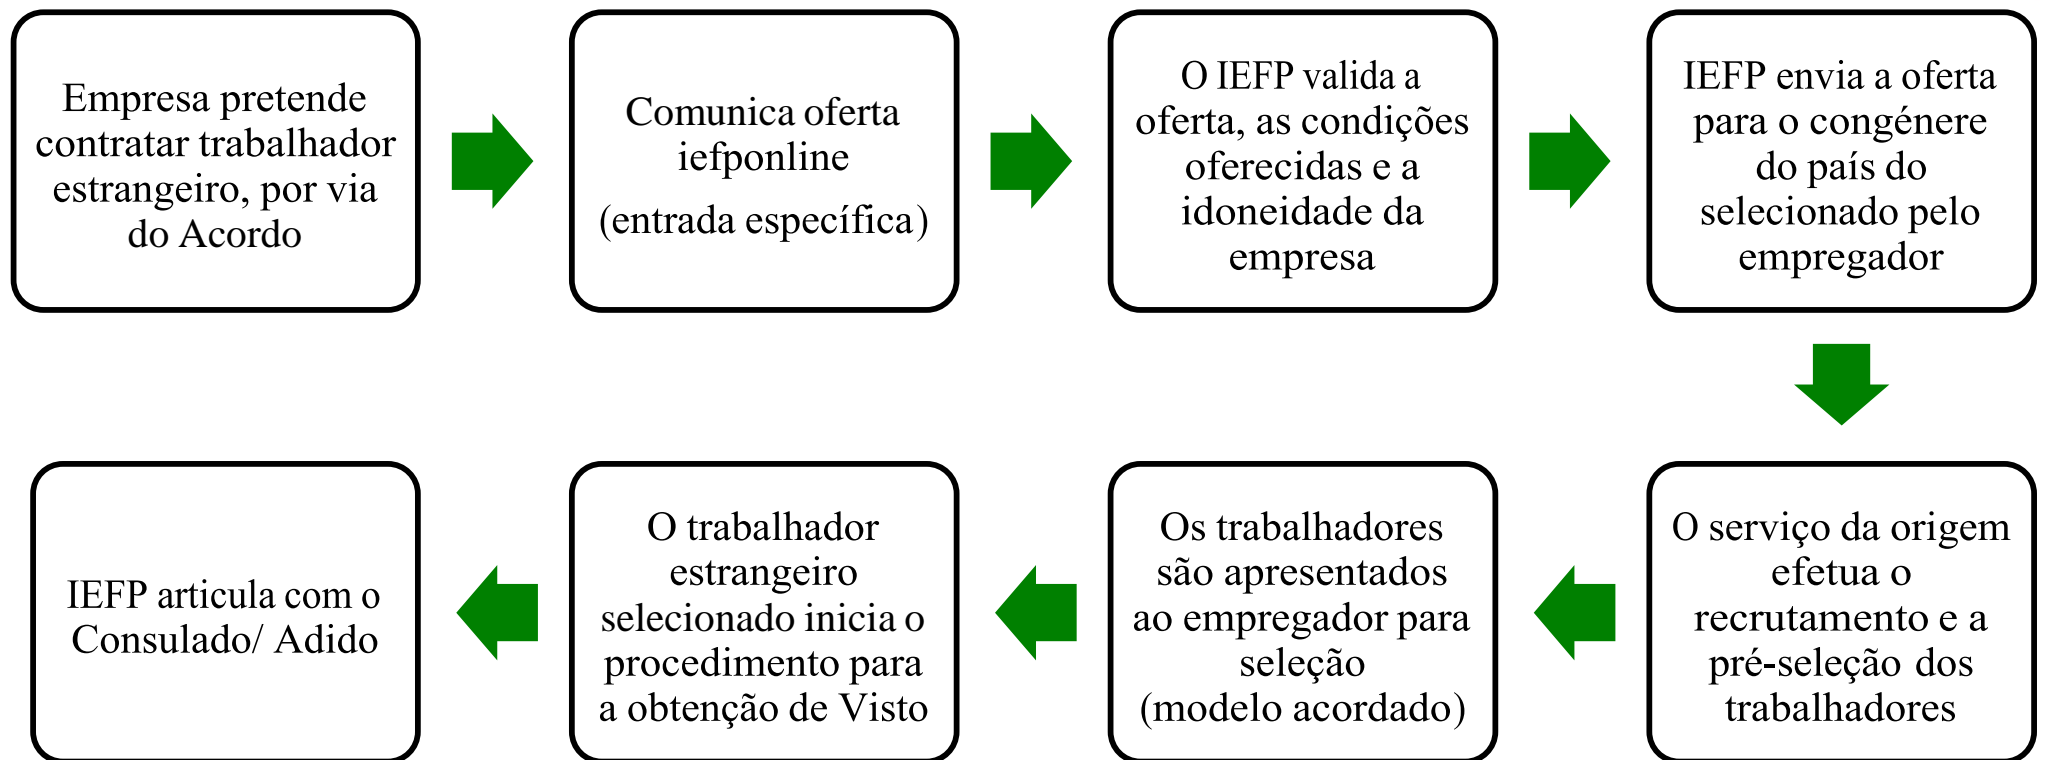 Empresa pretende
contratar trabalhador
estrangeiro, por via
do Acordo
Comunica oferta
iefponline
(entrada específica)
O IEFP valida a
oferta, as condições
oferecidas e a
idoneidade da
empresa
IEFP envia a oferta
para o congénere
do país do
selecionado pelo
empregador
O serviço da origem
efetua o
recrutamento e a
pré-seleção dos
trabalhadores
Os trabalhadores
são apresentados
ao empregador para
seleção
(modelo acordado)
O trabalhador
estrangeiro
selecionado inicia o
procedimento para
a obtenção de Visto
IEFP articula com o
Consulado/ Adido